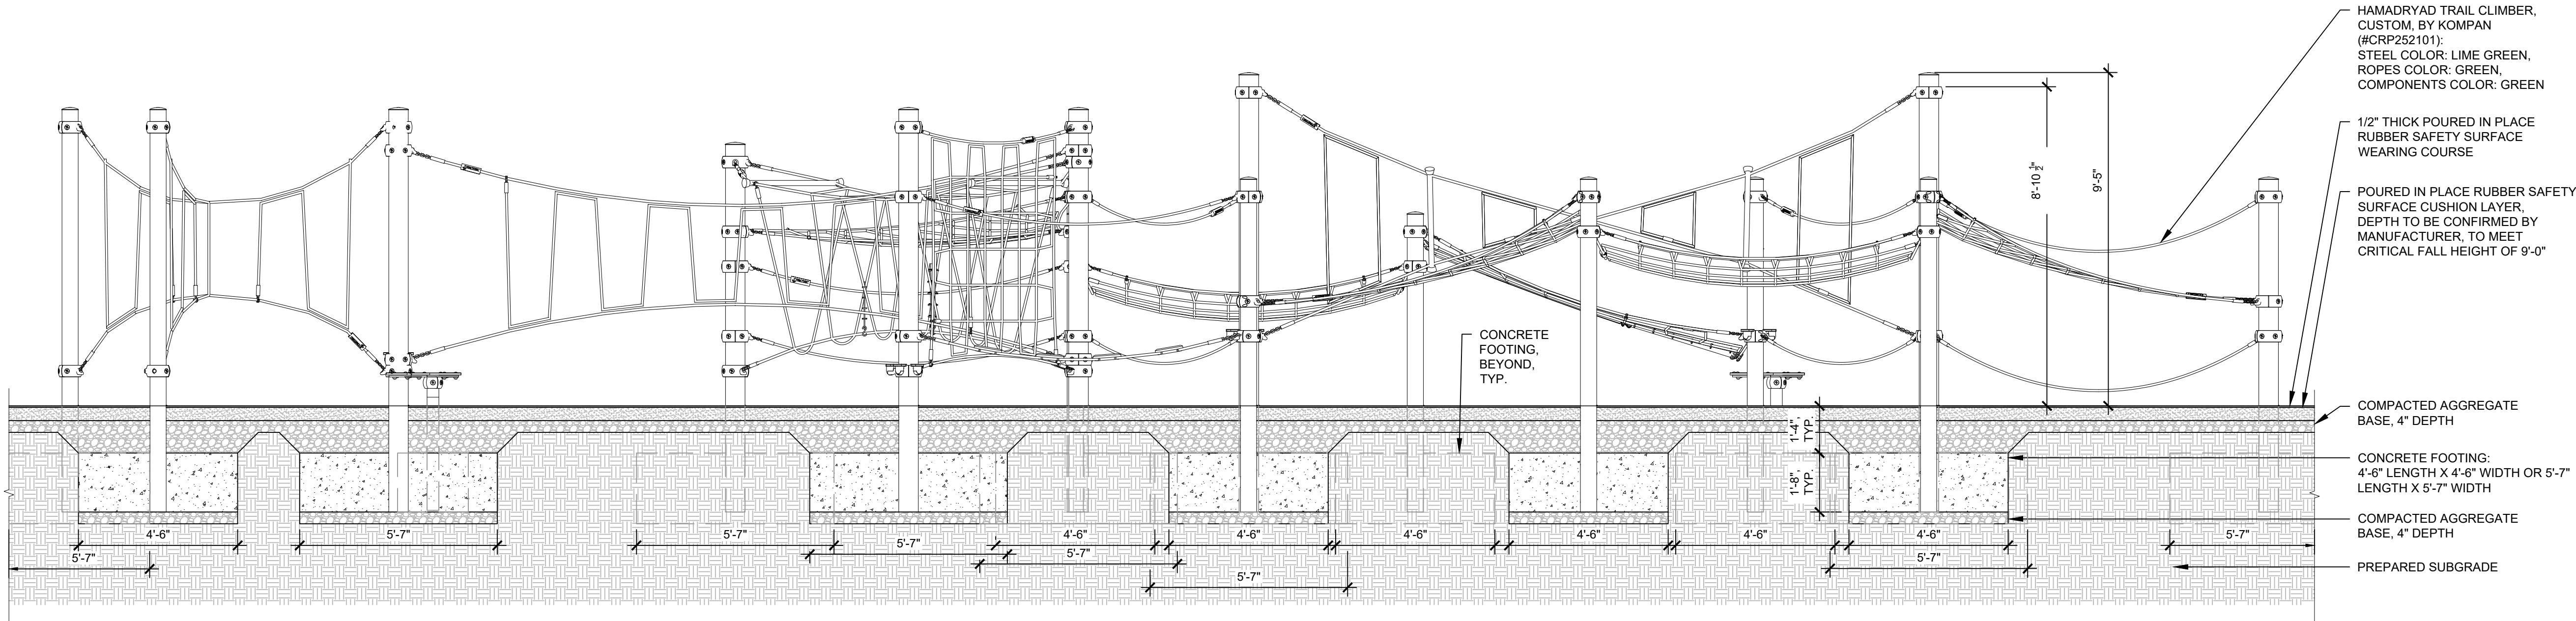 HAMADRYAD TRAIL CLIMBER,
CUSTOM, BY KOMPAN
(#CRP252101):
STEEL COLOR: LIME GREEN,
ROPES COLOR: GREEN,
COMPONENTS COLOR: GREEN
1/2" THICK POURED IN PLACE
RUBBER SAFETY SURFACE
WEARING COURSE
POURED IN PLACE RUBBER SAFETY
SURFACE CUSHION LAYER,
DEPTH TO BE CONFIRMED BY
MANUFACTURER, TO MEET
CRITICAL FALL HEIGHT OF 9'-0"
8'-10 1/2"
9'-5"
CONCRETE
FOOTING,
BEYOND,
TYP.
COMPACTED AGGREGATE
BASE, 4" DEPTH
1'-4",
TYP.
1'-8",
TYP.
CONCRETE FOOTING:
4'-6" LENGTH X 4'-6" WIDTH OR 5'-7"
LENGTH X 5'-7" WIDTH
COMPACTED AGGREGATE
BASE, 4" DEPTH
PREPARED SUBGRADE
4'-6"
5'-7"
5'-7"
5'-7"
4'-6"
4'-6"
4'-6"
4'-6"
4'-6"
4'-6"
5'-7"
5'-7"
5'-7"
5'-7"
5'-7"
5'-7"